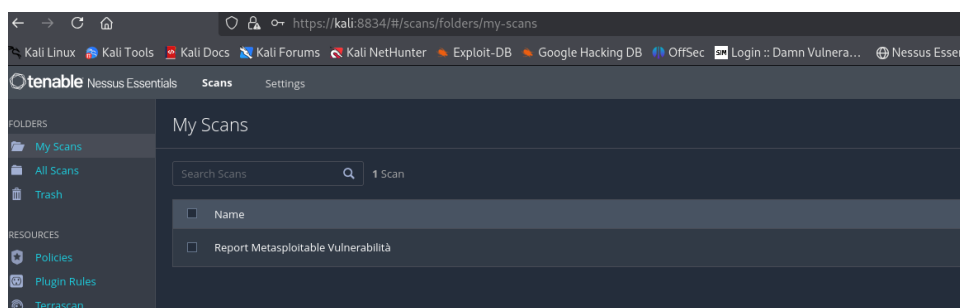 https://kali:8834/#/scans/folders/my-scans
Kali Linux Kali Tools Kali Docs Kali Forums Kali NetHunter Exploit-DB Google Hacking DB OffSec Login :: Damn Vulnera... Nessus Esser
tenable Nessus Essentials Scans Settings
FOLDERS
My Scans
All Scans
Trash
RESOURCES
Policies
Plugin Rules
Terrascan
My Scans
Search Scans 1 Scan
Name
Report Metasploitable Vulnerabilità